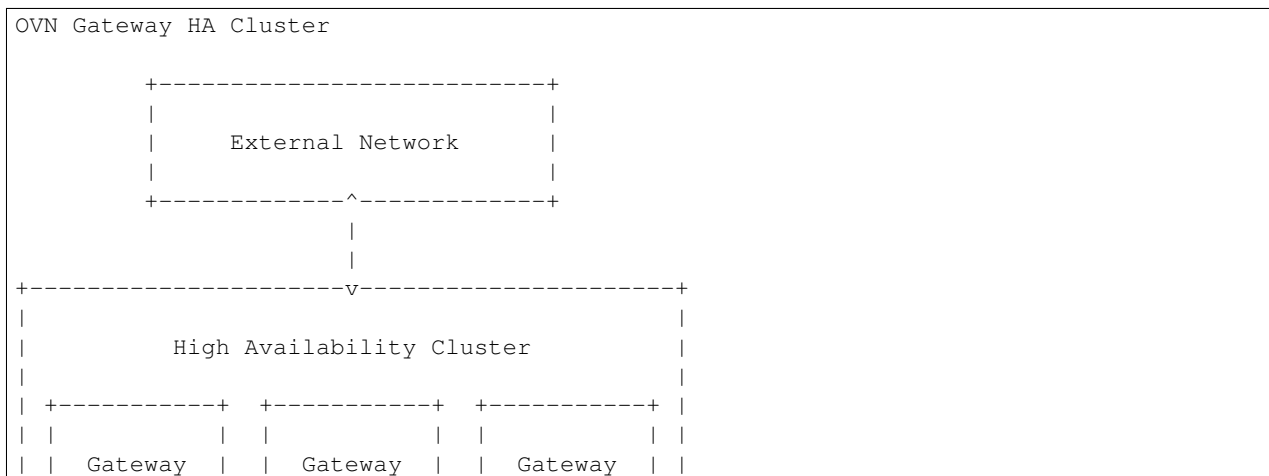 OVN Gateway HA Cluster
+---------------------------+
| |
| External Network |
| |
+-------------^-------------+
|
|
+----------------------v----------------------+
| |
| High Availability Cluster |
| |
| +-----------+ +-----------+ +-----------+ |
| | | | | | | |
| | Gateway | | Gateway | | Gateway | |